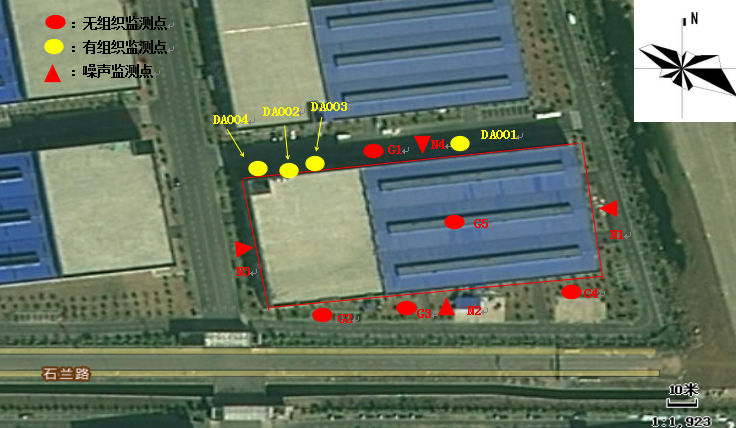 ：无组织监测点
：有组织监测点
：噪声监测点
N
DA004
DA002
DA003
DA001
G1
N4
G5
N1
N3
G2
G3
N2
G4
石兰路
10米
1:1,923